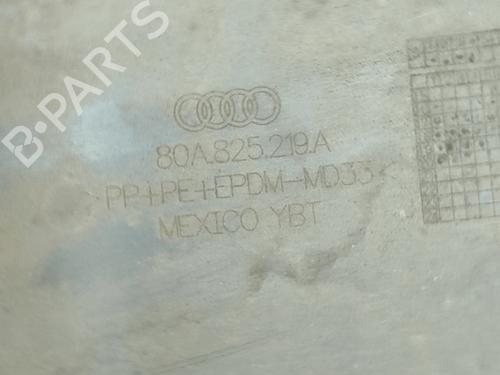 B-PARTS
80A.825.219.A
PP+PE+EPDM-MD33
MEXICO YBT